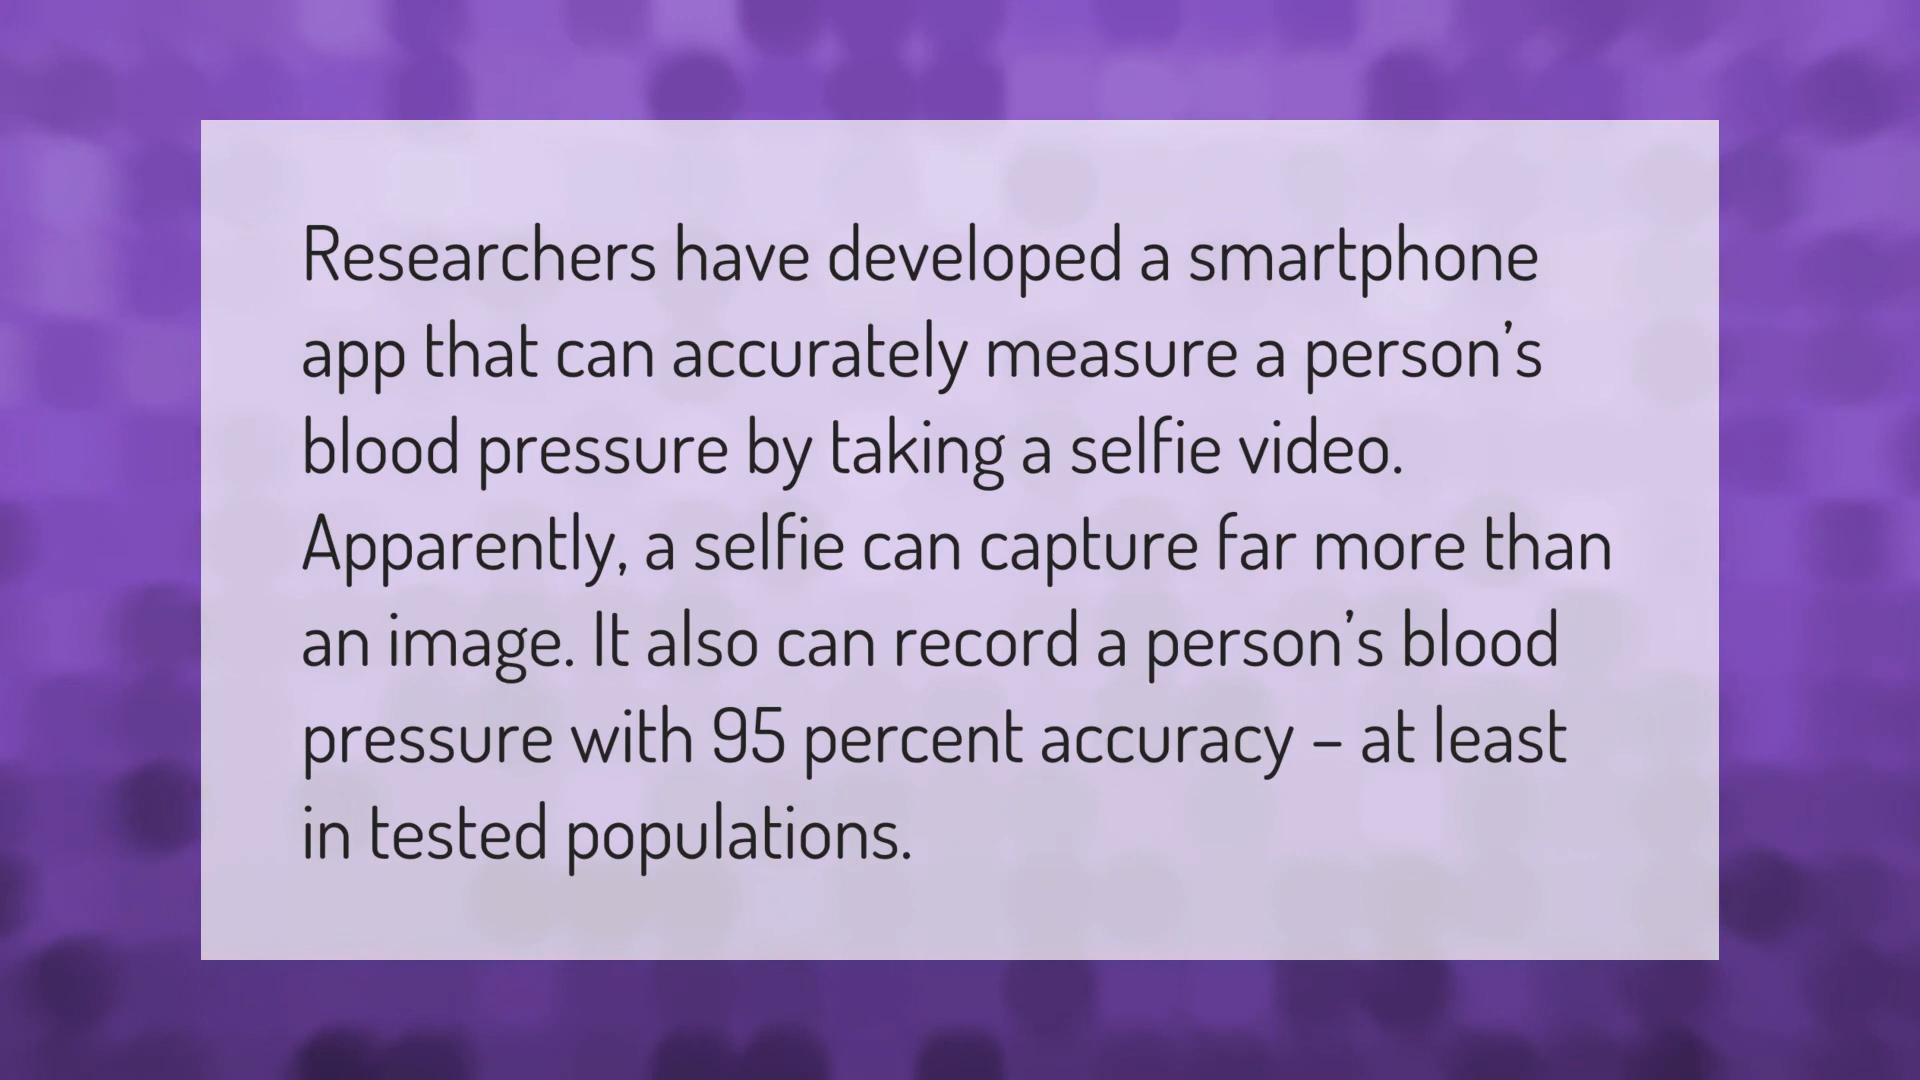 Researchers have developed a smartphone
app that can accurately measure a person’s
blood pressure by taking a selfie video.
Apparently, a selfie can capture far more than
an image. It also can record a person’s blood
pressure with 95 percent accuracy – at least
in tested populations.